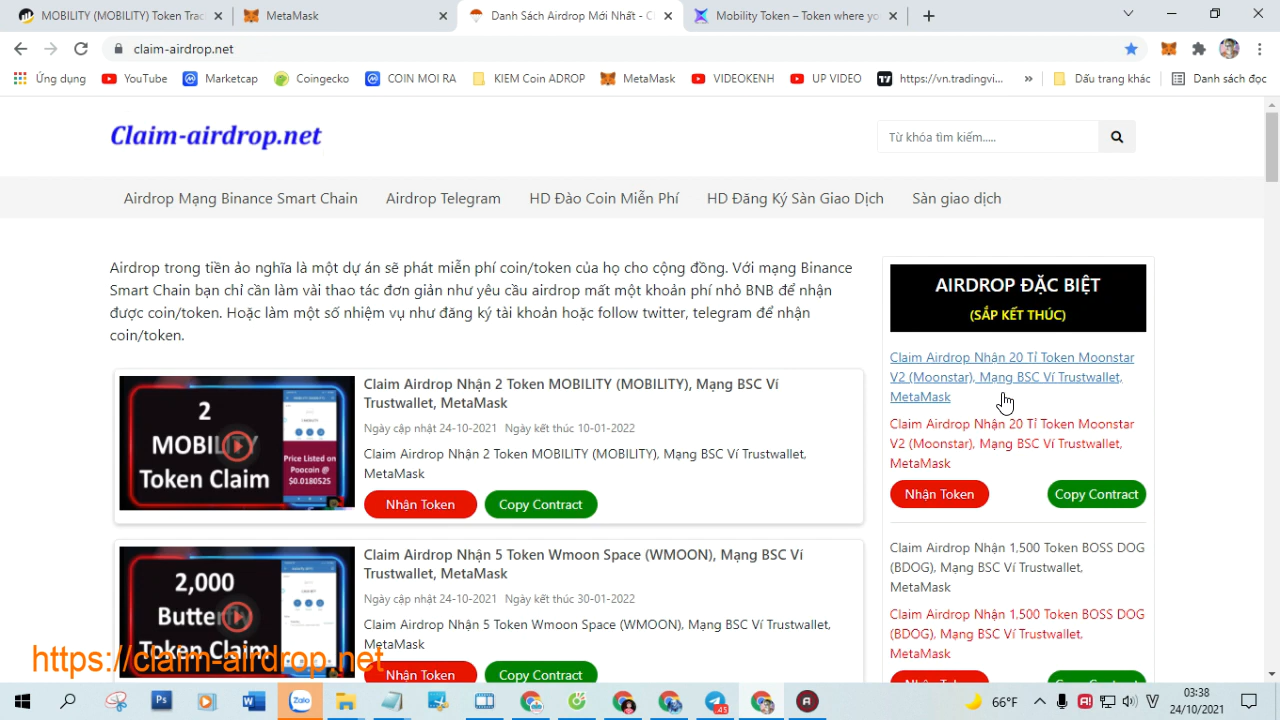 MOBILITY (MOBILITY) Token Trac
MetaMask
Danh Sách Airdrop Mới Nhất - C
Mobility Token – Token where yo
claim-airdrop.net
Ứng dụng
YouTube
Marketcap
Coingecko
COIN MOI RA
KIEM Coin ADROP
MetaMask
VIDEOKENH
UP VIDEO
https://vn.tradingvi...
»
Dấu trang khác
Danh sách đọc
Claim-airdrop.net
Từ khóa tìm kiếm.....
Airdrop Mạng Binance Smart Chain
Airdrop Telegram
HD Đào Coin Miễn Phí
HD Đăng Ký Sàn Giao Dịch
Sàn giao dịch
Airdrop trong tiền ảo nghĩa là một dự án sẽ phát miễn phí coin/token của họ cho cộng đồng. Với mạng Binance
Smart Chain bạn chỉ cần làm vài thao tác đơn giản như yêu cầu airdrop mất một khoản phí nhỏ BNB để nhận
được coin/token. Hoặc làm một số nhiệm vụ như đăng ký tài khoản hoặc follow twitter, telegram để nhận
coin/token.
2
MOBILITY
Token Claim
Price Listed on
Poocoin @
$0.0180525
Claim Airdrop Nhận 2 Token MOBILITY (MOBILITY), Mạng BSC Ví
Trustwallet, MetaMask
Ngày cập nhật 24-10-2021 Ngày kết thúc 10-01-2022
Claim Airdrop Nhận 2 Token MOBILITY (MOBILITY), Mạng BSC Ví Trustwallet,
MetaMask
Nhận Token
Copy Contract
2,000
Token Claim
Claim Airdrop Nhận 5 Token Wmoon Space (WMOON), Mạng BSC Ví
Trustwallet, MetaMask
Ngày cập nhật 24-10-2021 Ngày kết thúc 30-01-2022
Claim Airdrop Nhận 5 Token Wmoon Space (WMOON), Mạng BSC Ví Trustwallet,
MetaMask
Nhận Token
Copy Contract
AIRDROP ĐẶC BIỆT
(SẮP KẾT THÚC)
Claim Airdrop Nhận 20 Tỉ Token Moonstar
V2 (Moonstar), Mạng BSC Ví Trustwallet,
MetaMask
Claim Airdrop Nhận 20 Tỉ Token Moonstar
V2 (Moonstar), Mạng BSC Ví Trustwallet,
MetaMask
Nhận Token
Copy Contract
Claim Airdrop Nhận 1,500 Token BOSS DOG
(BDOG), Mạng BSC Ví Trustwallet,
MetaMask
Claim Airdrop Nhận 1,500 Token BOSS DOG
(BDOG), Mạng BSC Ví Trustwallet,
MetaMask
https://claim-airdrop.net
Zalo
45
66°F
03:38
24/10/2021